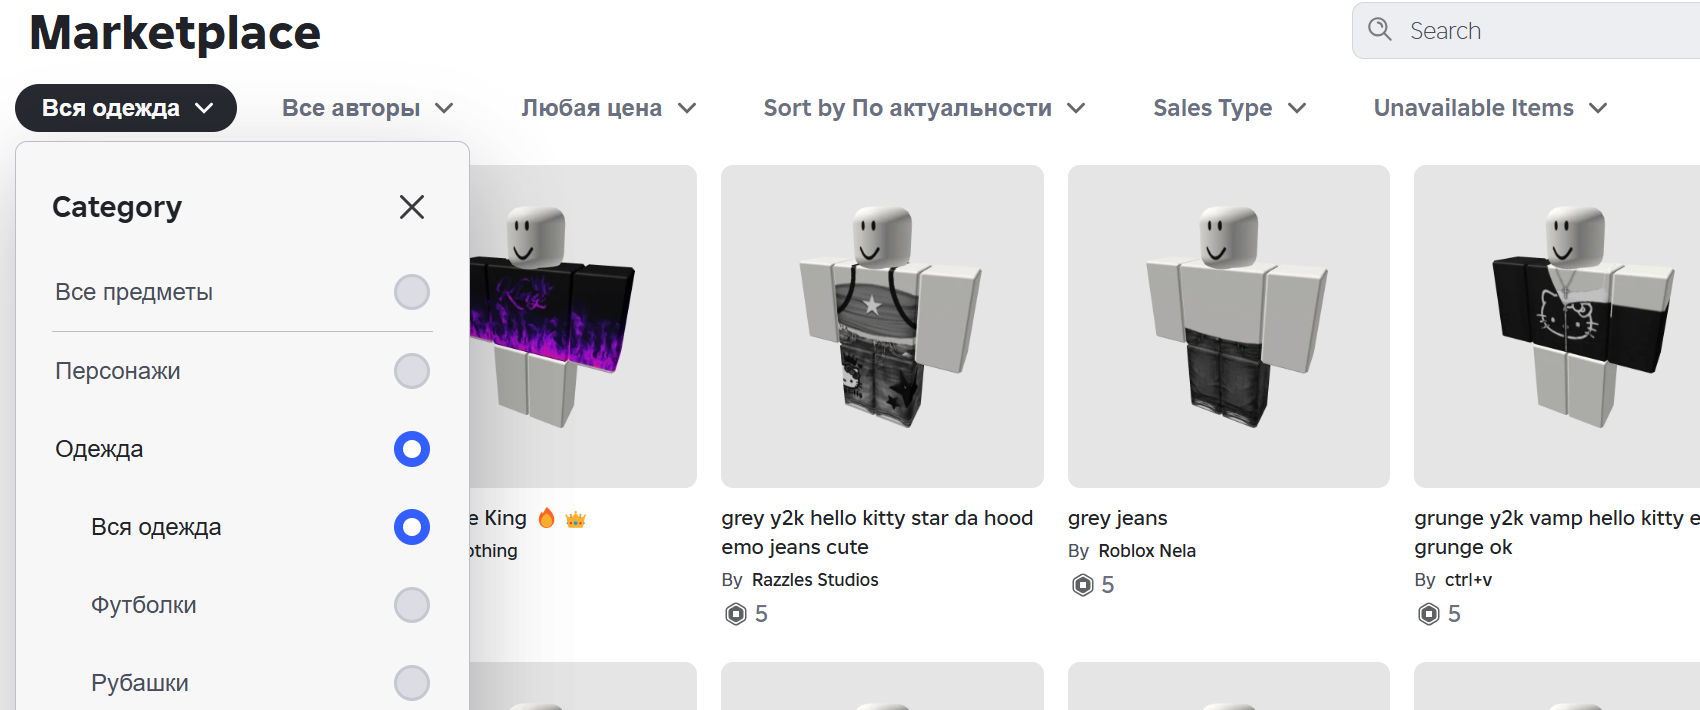 Marketplace
Search
Вся одежда
Все авторы
Любая цена
Sort by По актуальности
Sales Type
Unavailable Items
Category
Все предметы
Персонажи
Одежда
Вся одежда
Футболки
Рубашки
King
grey y2k hello kitty star da hood
emo jeans cute
By Razzles Studios
5
grey jeans
By Roblox Nela
5
grunge y2k vamp hello kitty
grunge ok
By ctrl+v
5